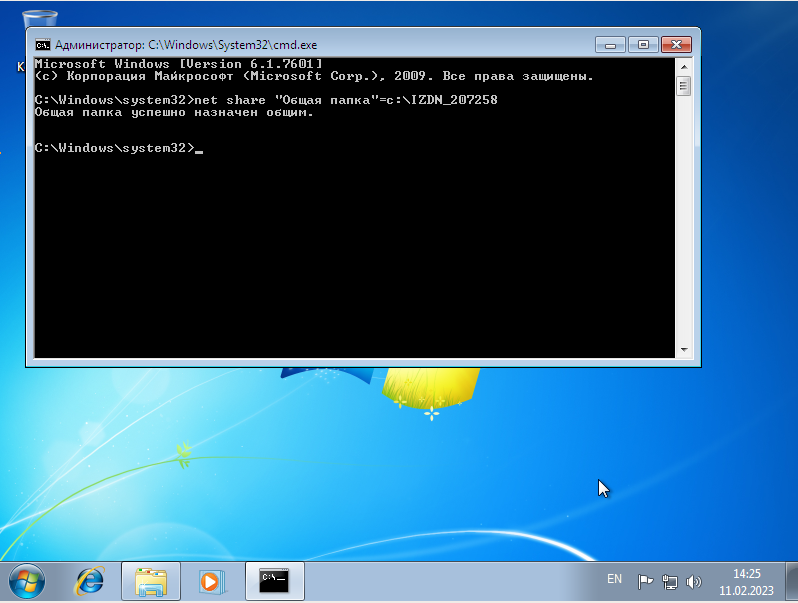 Администратор: C:\Windows\System32\cmd.exe
Microsoft Windows [Version 6.1.7601]
(c) Корпорация Майкрософт (Microsoft Corp.), 2009. Все права защищены.
C:\Windows\system32>net share "Общая папка"=c:\IZDN_207258
Общая папка успешно назначен общим.
C:\Windows\system32>_
К
C:\_
EN
14:25
11.02.2023